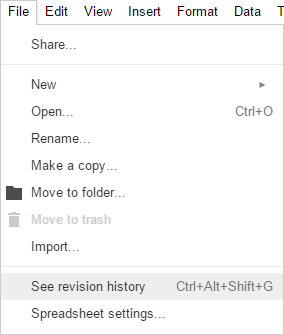 File Edit View Insert Format Data T
Share...
New ►
Open... Ctrl+O
Rename...
Make a copy...
Move to folder...
Move to trash
Import...
See revision history Ctrl+Alt+Shift+G
Spreadsheet settings...